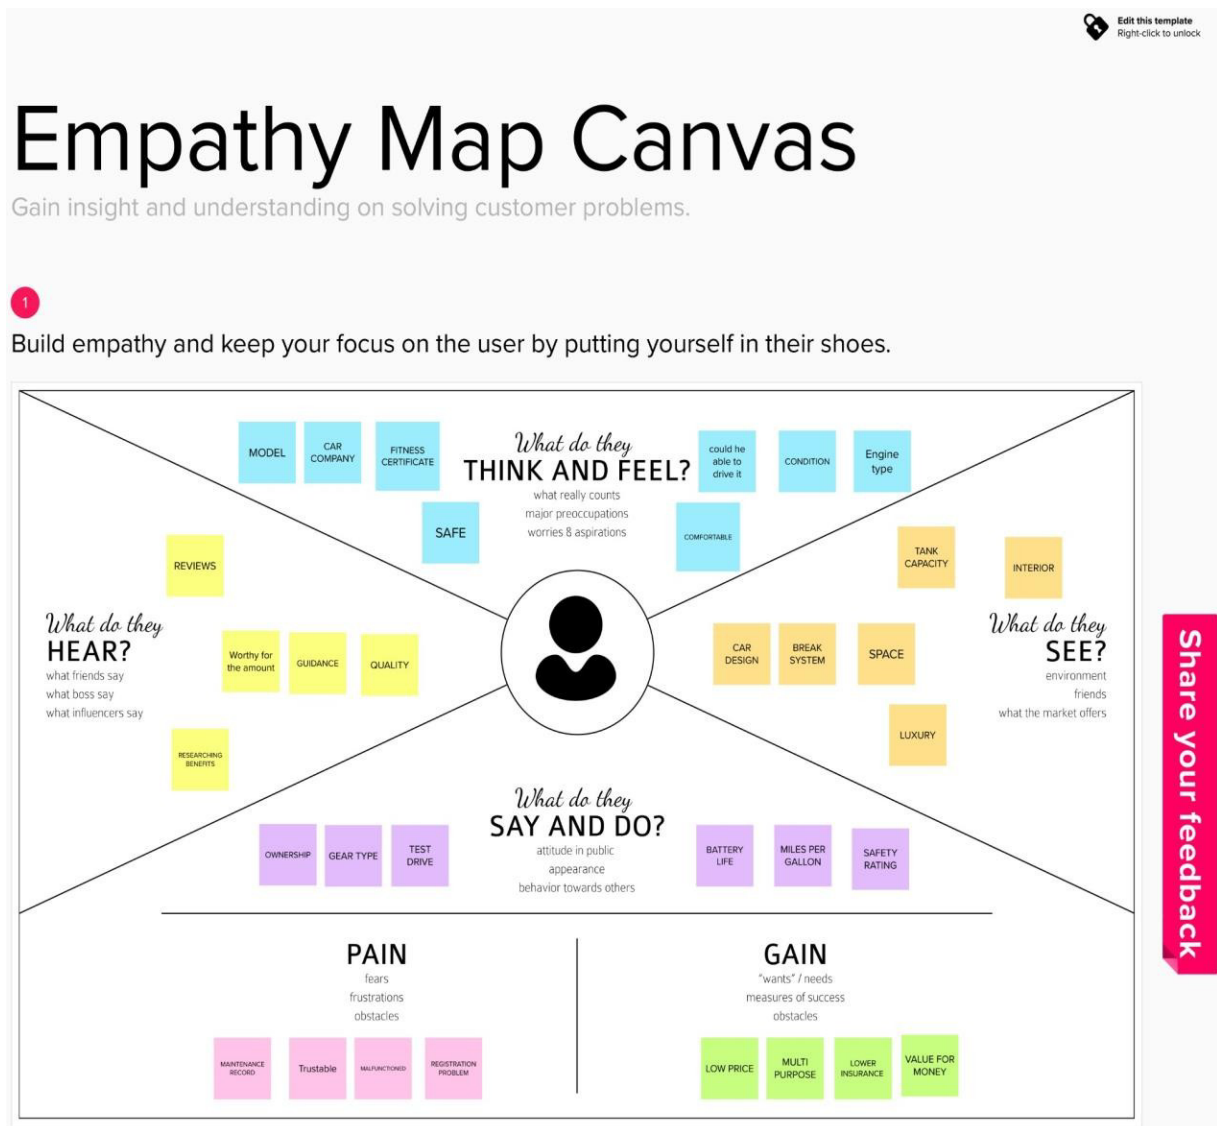 Edit this template
Right-click to unlock
Empathy Map Canvas
Gain insight and understanding on solving customer problems.
1
Build empathy and keep your focus on the user by putting yourself in their shoes.
What do they
THINK AND FEEL?
what really counts
major preoccupations
worries & aspirations
MODEL
CAR
COMPANY
FITNESS
CERTIFICATE
SAFE
could he
able to
drive it
CONDITION
Engine
type
COMFORTABLE
What do they
HEAR?
what friends say
what boss say
what influencers say
REVIEWS
Worthy for
the amount
GUIDANCE
QUALITY
RESEARCHING
BENEFITS
What do they
SEE?
environment
friends
what the market offers
TANK
CAPACITY
INTERIOR
CAR
DESIGN
BREAK
SYSTEM
SPACE
LUXURY
What do they
SAY AND DO?
attitude in public
appearance
behavior towards others
OWNERSHIP
GEAR TYPE
TEST
DRIVE
BATTERY
LIFE
MILES PER
GALLON
SAFETY
RATING
PAIN
fears
frustrations
obstacles
MAINTENANCE
RECORD
Trustable
MALFUNCTIONED
REGISTRATION
PROBLEM
GAIN
"wants" / needs
measures of success
obstacles
LOW PRICE
MULTI
PURPOSE
LOWER
INSURANCE
VALUE FOR
MONEY
Share your feedback